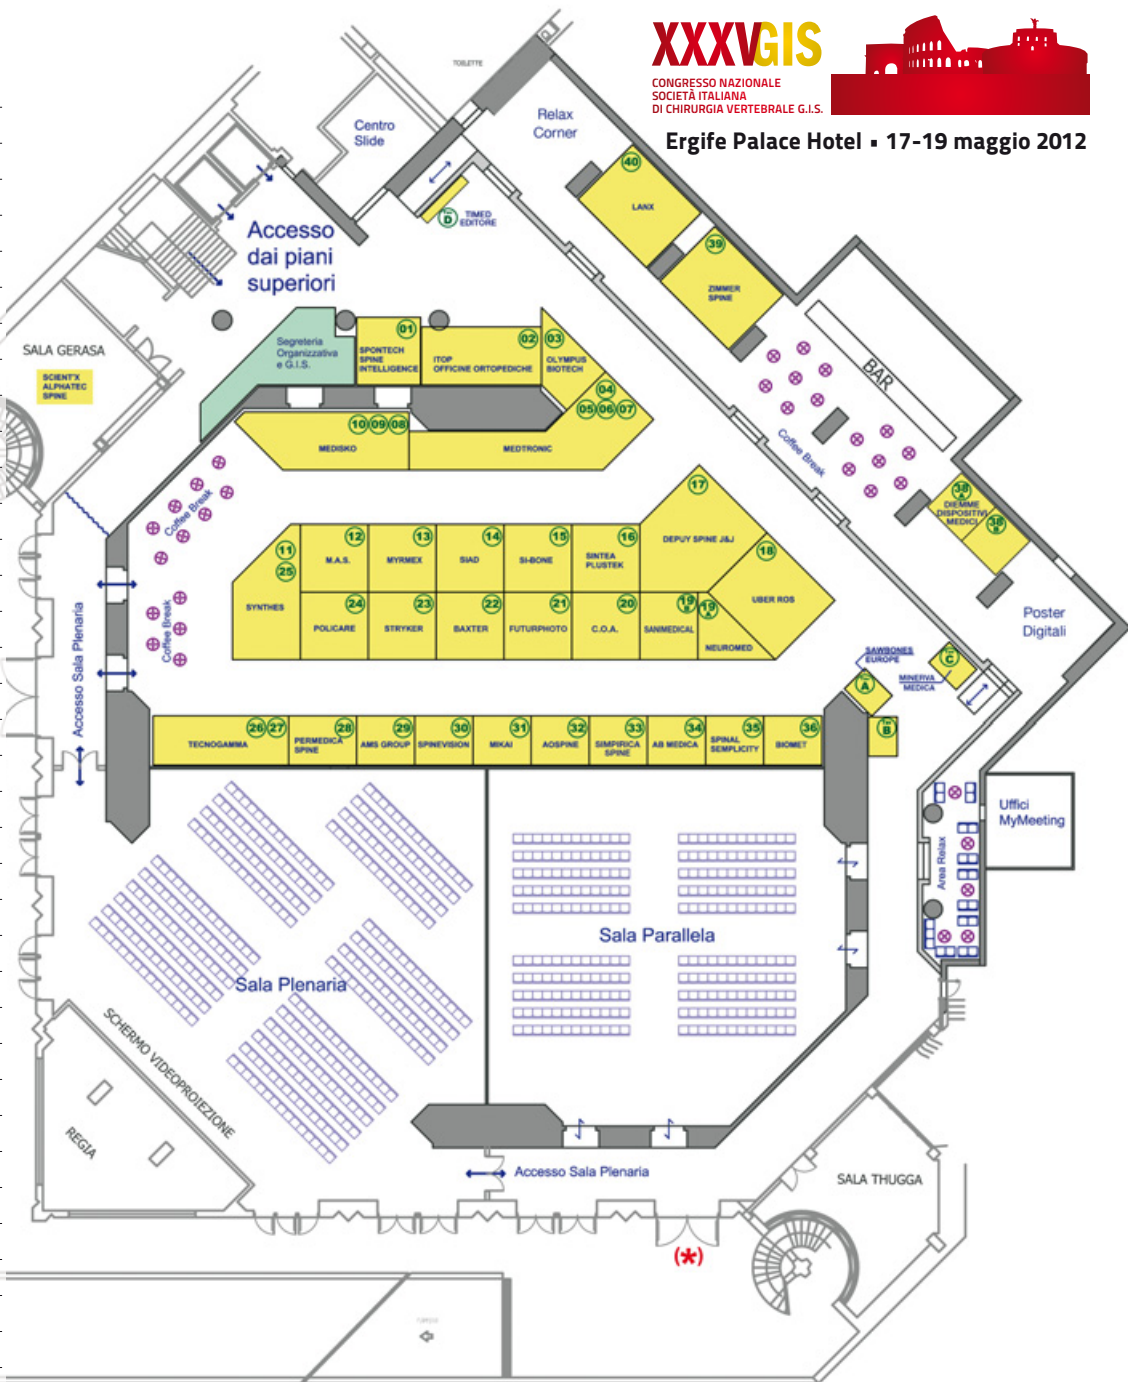 XXXVGIS
CONGRESSO NAZIONALE
SOCIETÀ ITALIANA
DI CHIRURGIA VERTEBRALE G.I.S.
Ergife Palace Hotel ▪ 17-19 maggio 2012
TOILETTE
Relax
Corner
Centro
Slide
D
TIMED
EDITORE
40
LANX
39
ZIMMER
SPINE
Accesso
dai piani
superiori
SALA GERASA
SCIENT'X
ALPHATEC
SPINE
Segreteria
Organizzativa
e G.I.S.
01
SPONTECH
SPINE
INTELLIGENCE
02
ITOP
OFFICINE ORTOPEDICHE
03
OLYMPUS
BIOTECH
04
05 06 07
MEDTRONIC
10 09 08
MEDISKO
BAR
Coffee Break
Coffee Break
Coffee Break
38 A
DIEMME
DISPOSITIVI
MEDICI
38 B
Poster
Digitali
17
DEPUY SPINE J&J
18
UBER ROS
11
25
SYNTHES
12
M.A.S.
13
MYRMEX
14
SIAD
15
SI-BONE
16
SINTEA
PLUSTEK
24
POLICARE
23
STRYKER
22
BAXTER
21
FUTURPHOTO
20
C.O.A.
19 B
SANIMEDICAL
19 A
NEUROMED
SAWBONES
EUROPE
A
MINERVA
MEDICA
C
B
Accesso Sala Plenaria
26 27
TECNOGAMMA
28
PERMEDICA
SPINE
29
AMS GROUP
30
SPINEVISION
31
MIKAI
32
AOSPINE
33
SIMPIRICA
SPINE
34
AB MEDICA
35
SPINAL
SEMPLICITY
36
BIOMET
Uffici
MyMeeting
Area Relax
Sala Parallela
Sala Plenaria
SCHERMO VIDEOPROIEZIONE
REGIA
Accesso Sala Plenaria
SALA THUGGA
(*)